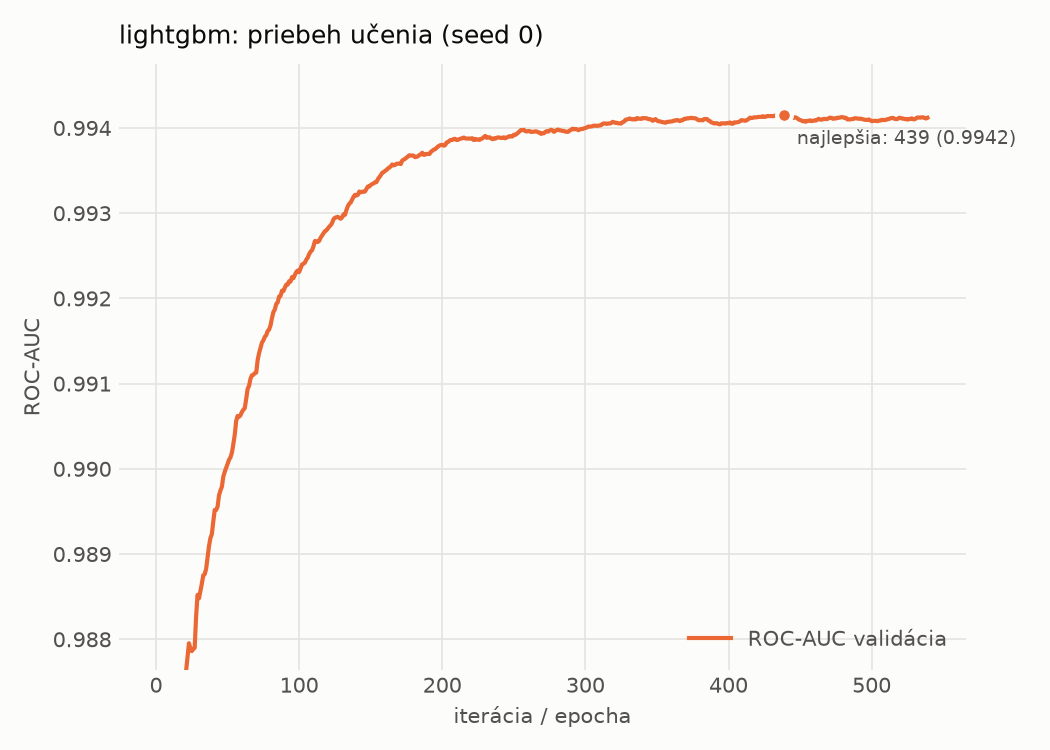 lightgbm: priebeh učenia (seed 0)
0.994
najlepšia: 439 (0.9942)
0.993
0.992
0.991
0.990
0.989
0.988
ROC-AUC
ROC-AUC validácia
0 100 200 300 400 500
iterácia / epocha